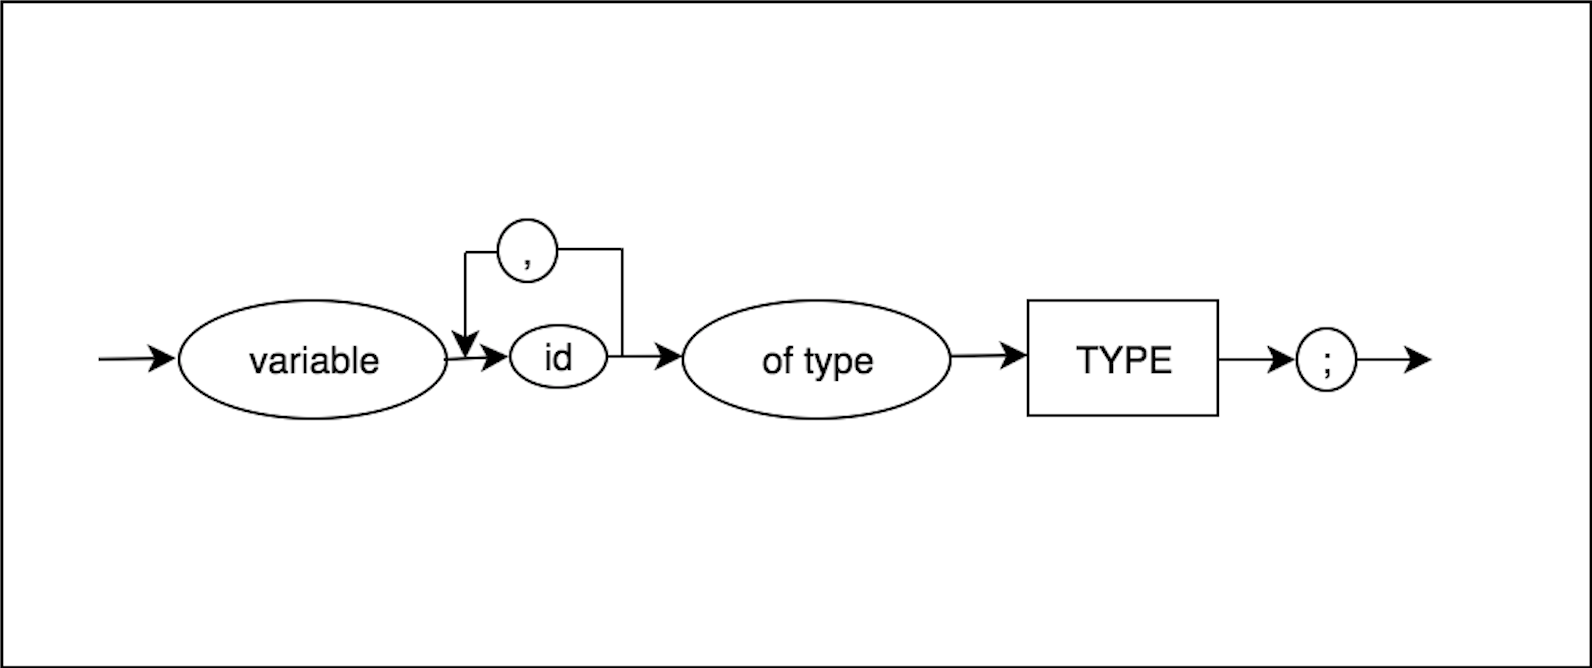 ,
variable
id
of type
TYPE
;